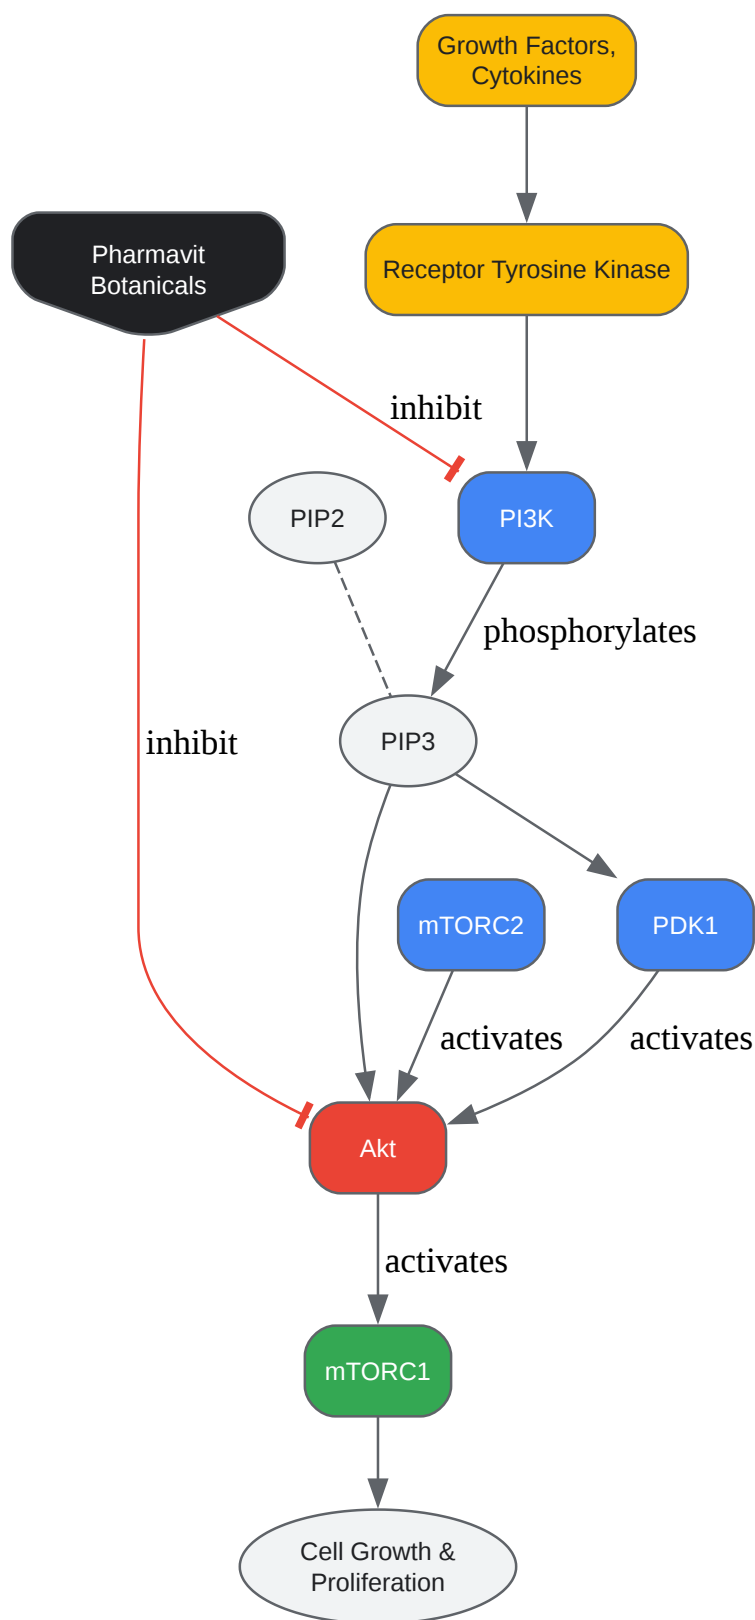 Growth Factors,
Cytokines
Pharmavit
Botanicals
Receptor Tyrosine Kinase
inhibit
PIP2
PI3K
phosphorylates
inhibit
PIP3
mTORC2
PDK1
activates
activates
Akt
activates
mTORC1
Cell Growth &
Proliferation